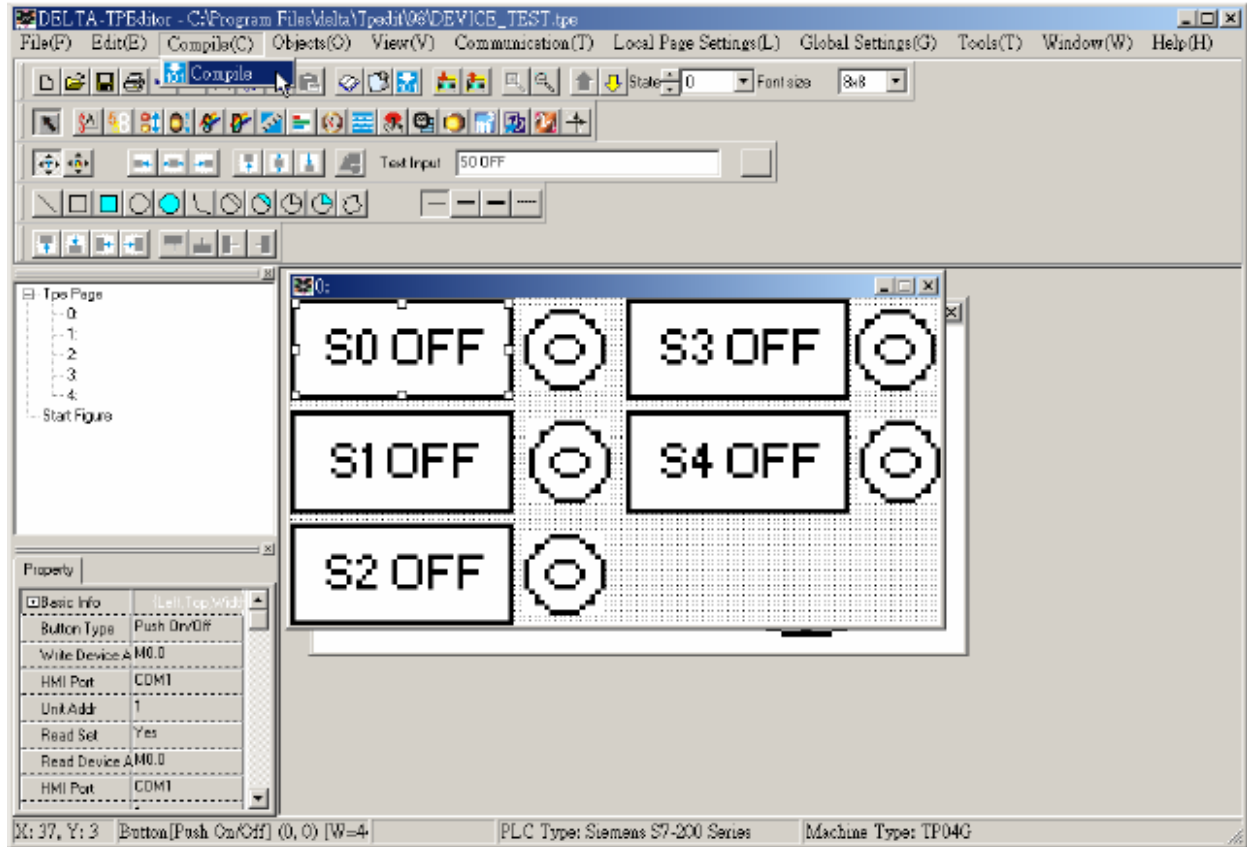 DELTA-TPEditor - C:\Program Files\delta\Tpedit\96\DEVICE_TEST.tpe
File(F) Edit(E) Compile(C) Objects(O) View(V) Communication(T) Local Page Settings(L) Global Settings(G) Tools(T) Window(W) Help(H)
Compile
State 0 Font size 8x8
Text Input S0 OFF
Tpe Page
0:
1:
2:
3:
4:
Start Figure
0:
S0 OFF
S3 OFF
S1 OFF
S4 OFF
S2 OFF
Property
Basic Info (Left,Top,Width
Button Type Push On/Off
Write Device A M0.0
HMI Port COM1
Unit Addr 1
Read Set Yes
Read Device A M0.0
HMI Port COM1
X: 37, Y: 3 Button[Push On/Off] (0, 0) [W=4 PLC Type: Siemens S7-200 Series Machine Type: TP04G